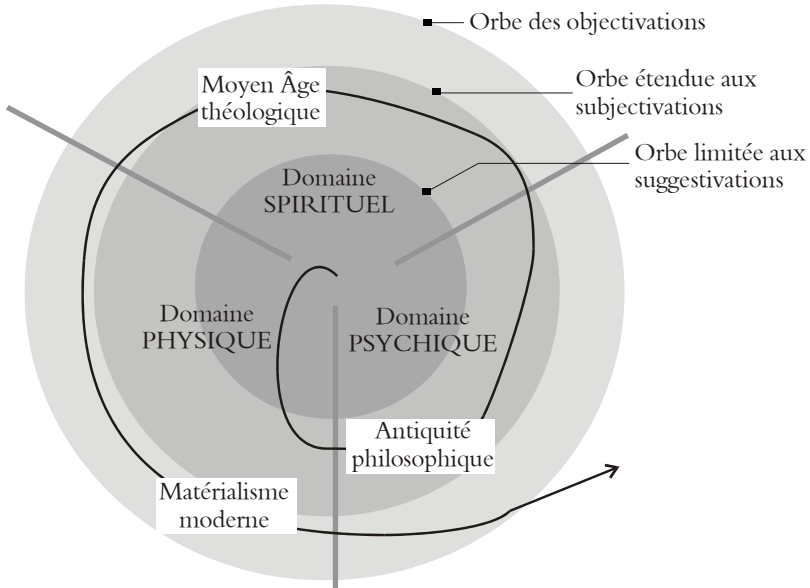 Orbe des objectivations
Moyen Âge
théologique
Orbe étendue aux
subjectivations
Orbe limitée aux
suggestivations
Domaine
SPIRITUEL
Domaine
PHYSIQUE
Domaine
PSYCHIQUE
Antiquité
philosophique
Matérialisme
moderne